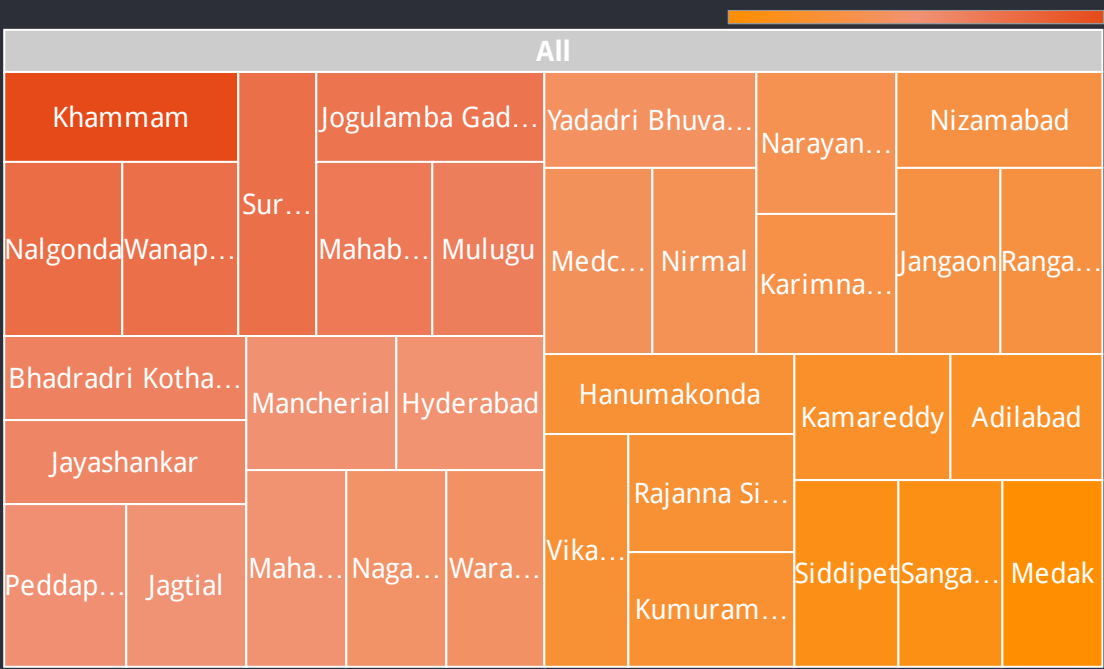 All
Khammam
Sur…
Jogulamba Gad…
Nalgonda
Wanap…
Mahab…
Mulugu
Yadadri Bhuva…
Narayan…
Nizamabad
Medc…
Nirmal
Karimna…
Jangaon
Ranga…
Bhadradri Kotha…
Jayashankar
Peddap…
Jagtial
Mancherial
Hyderabad
Maha…
Naga…
Wara…
Hanumakonda
Vika…
Rajanna Si…
Kumuram…
Kamareddy
Adilabad
Siddipet
Sanga…
Medak